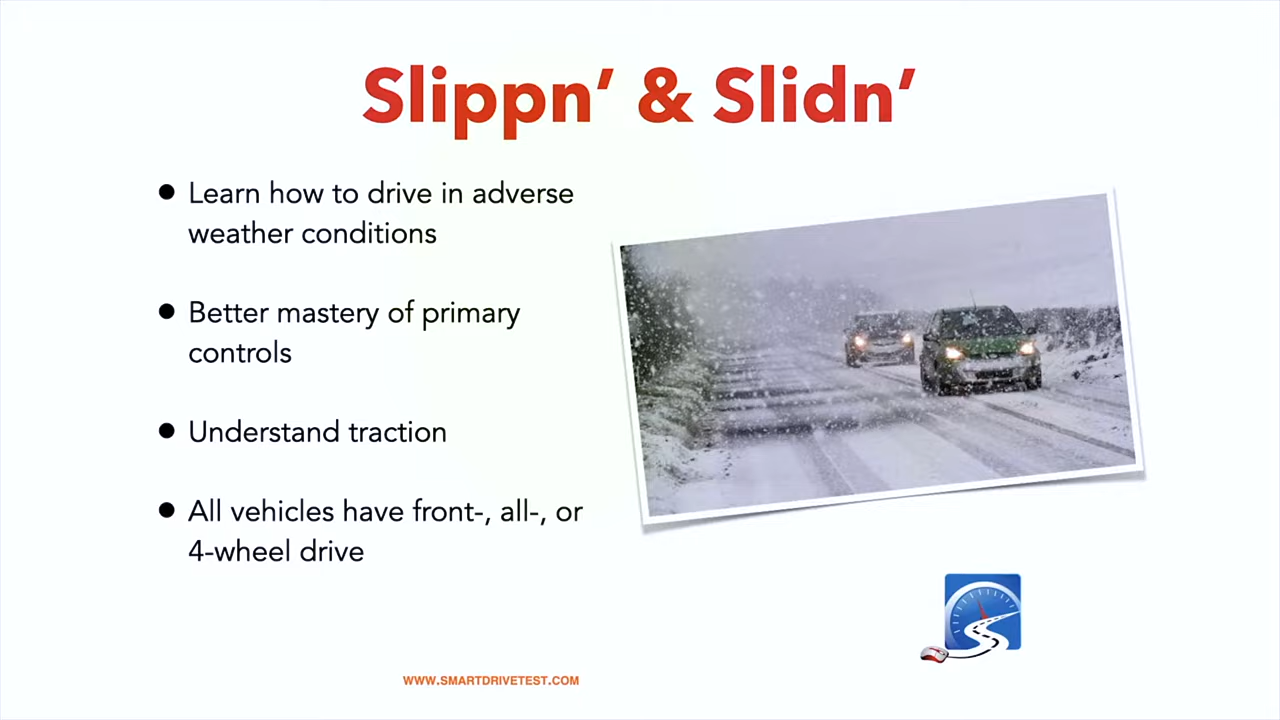 Slippn’ & Slidn’
● Learn how to drive in adverse
weather conditions
● Better mastery of primary
controls
● Understand traction
● All vehicles have front-, all-, or
4-wheel drive
WWW.SMARTDRIVETEST.COM